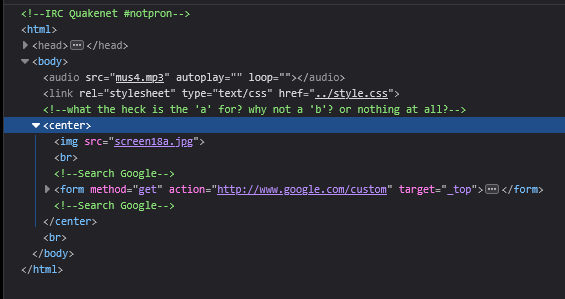 <!--IRC Quakenet #notpron-->
<html>
<head>···</head>
<body>
<audio src="mus4.mp3" autoplay="" loop=""></audio>
<link rel="stylesheet" type="text/css" href="../style.css">
<!--what the heck is the 'a' for? why not a 'b'? or nothing at all?-->
<center>
<img src="screen18a.jpg">
<br>
<!--Search Google-->
<form method="get" action="http://www.google.com/custom" target="_top">···</form>
<!--Search Google-->
</center>
<br>
</body>
</html>